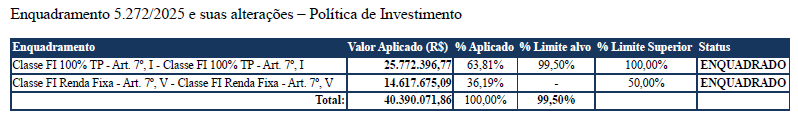 Enquadramento 5.272/2025 e suas alterações – Política de Investimento
Enquadramento Valor Aplicado (R$) % Aplicado % Limite alvo % Limite Superior Status
Classe FI 100% TP - Art. 7º, I - Classe FI 100% TP - Art. 7º, I 25.772.396,77 63,81% 99,50% 100,00% ENQUADRADO
Classe FI Renda Fixa - Art. 7º, V - Classe FI Renda Fixa - Art. 7º, V 14.617.675,09 36,19% - 50,00% ENQUADRADO
Total: 40.390.071,86 100,00% 99,50%